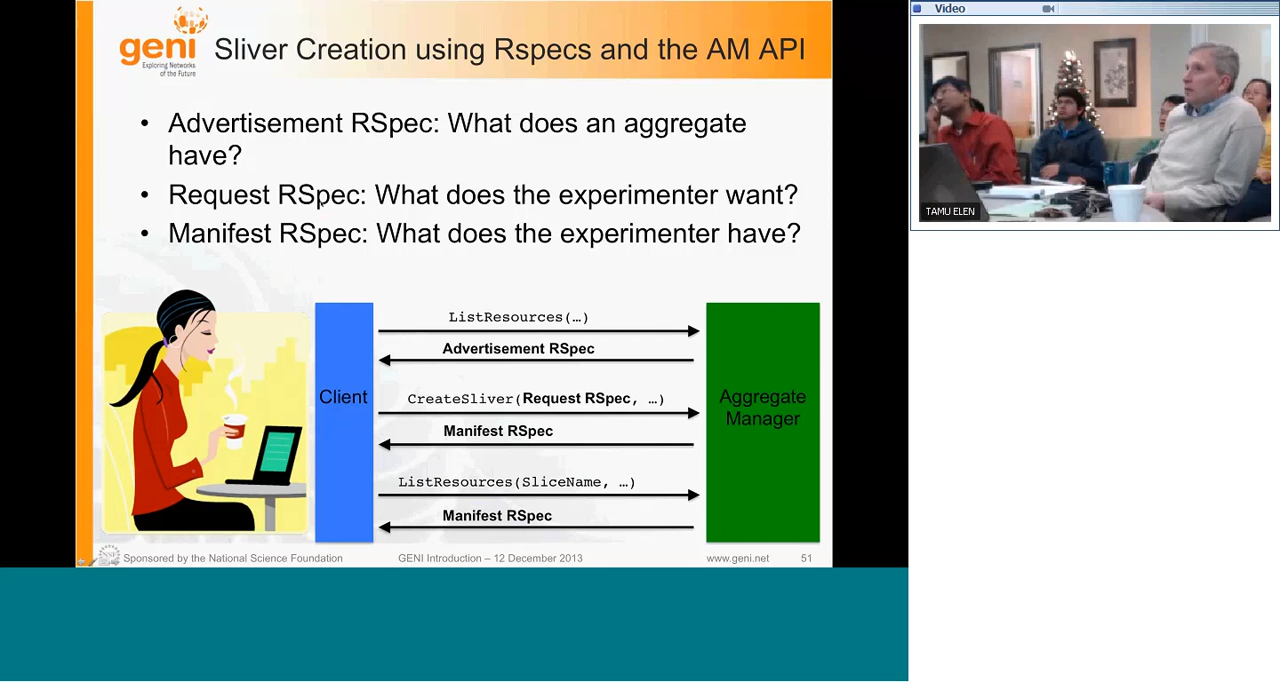 geni
Exploring Networks
of the Future
Sliver Creation using Rspecs and the AM API
• Advertisement RSpec: What does an aggregate
have?
• Request RSpec: What does the experimenter want?
• Manifest RSpec: What does the experimenter have?
ListResources(…)
Advertisement RSpec
Client
CreateSliver(Request RSpec, …)
Aggregate
Manager
Manifest RSpec
ListResources(SliceName, …)
Manifest RSpec
Sponsored by the National Science Foundation
GENI Introduction – 12 December 2013
www.geni.net
51
Video
TAMU ELEN